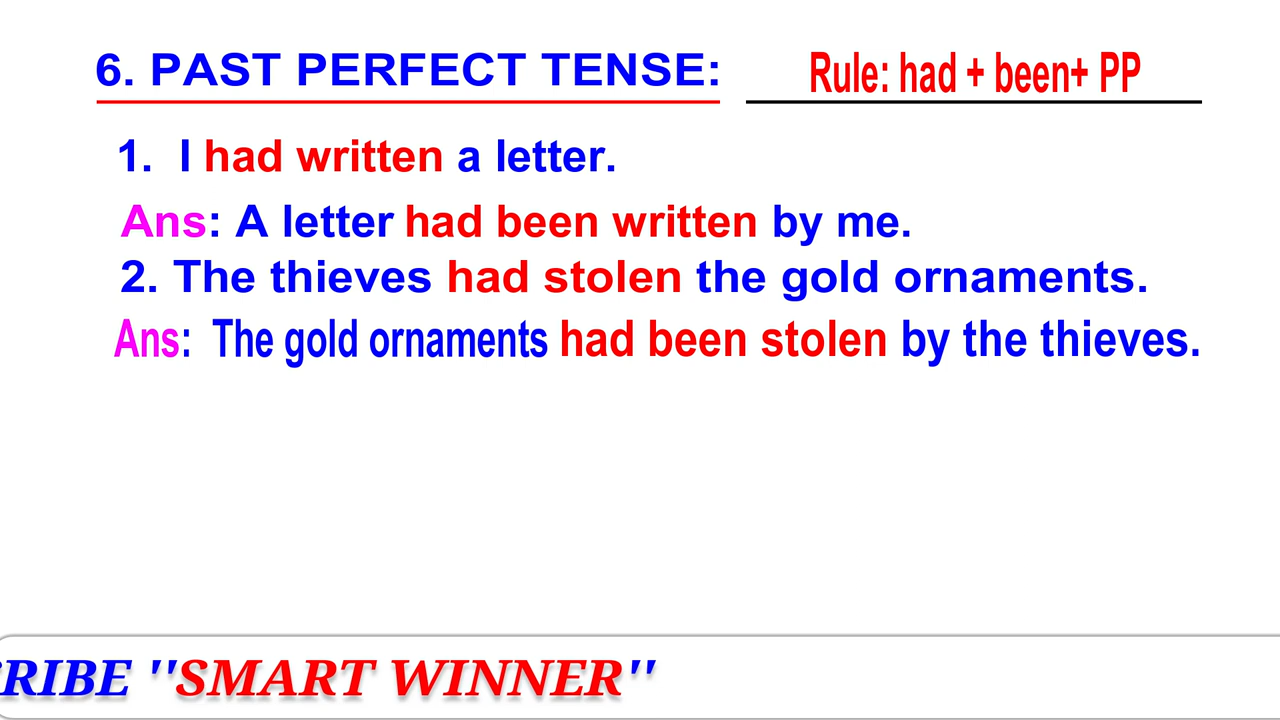 6. PAST PERFECT TENSE: Rule: had + been+ PP
1. I had written a letter.
Ans: A letter had been written by me.
2. The thieves had stolen the gold ornaments.
Ans: The gold ornaments had been stolen by the thieves.
RIBE "SMART WINNER"